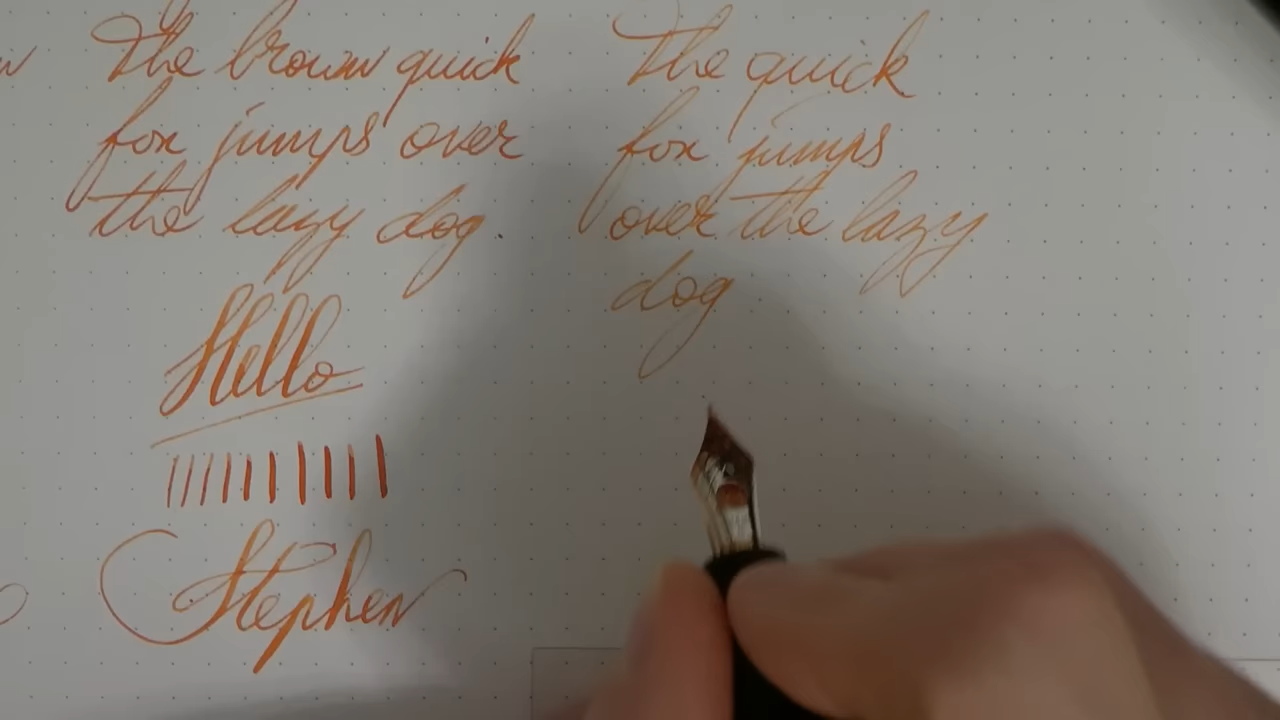 The brown quick
fox jumps over
the lazy dog.
Hello
Stephen
The quick
fox jumps
over the lazy
dog